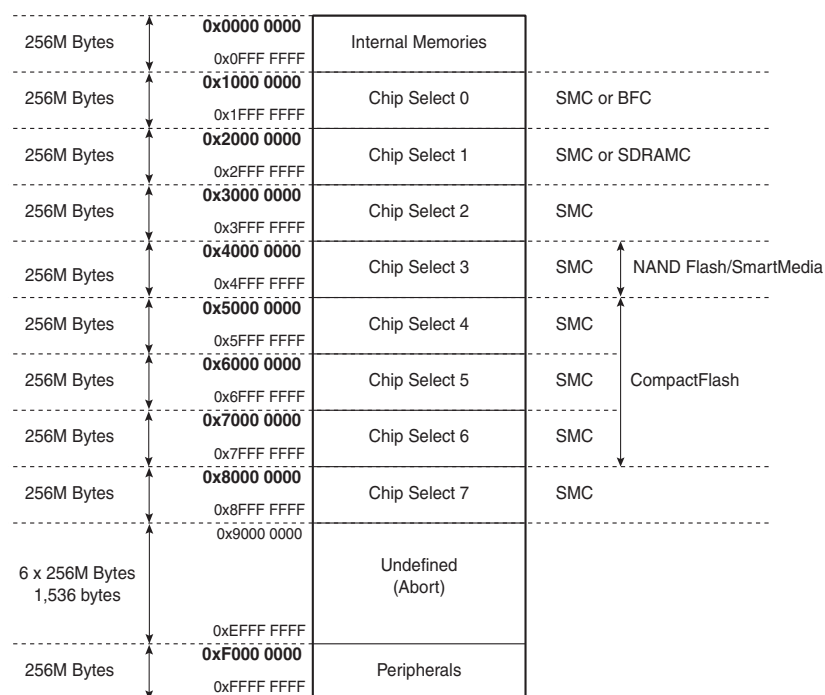 0x0000 0000
256M Bytes
Internal Memories
0x0FFF FFFF
0x1000 0000
256M Bytes
Chip Select 0
SMC or BFC
0x1FFF FFFF
0x2000 0000
256M Bytes
Chip Select 1
SMC or SDRAMC
0x2FFF FFFF
0x3000 0000
256M Bytes
Chip Select 2
SMC
0x3FFF FFFF
0x4000 0000
256M Bytes
Chip Select 3
SMC
NAND Flash/SmartMedia
0x4FFF FFFF
0x5000 0000
256M Bytes
Chip Select 4
SMC
0x5FFF FFFF
0x6000 0000
256M Bytes
Chip Select 5
SMC
CompactFlash
0x6FFF FFFF
0x7000 0000
256M Bytes
Chip Select 6
SMC
0x7FFF FFFF
0x8000 0000
256M Bytes
Chip Select 7
SMC
0x8FFF FFFF
0x9000 0000
6 x 256M Bytes
1,536 bytes
Undefined
(Abort)
0xEFFF FFFF
0xF000 0000
256M Bytes
Peripherals
0xFFFF FFFF